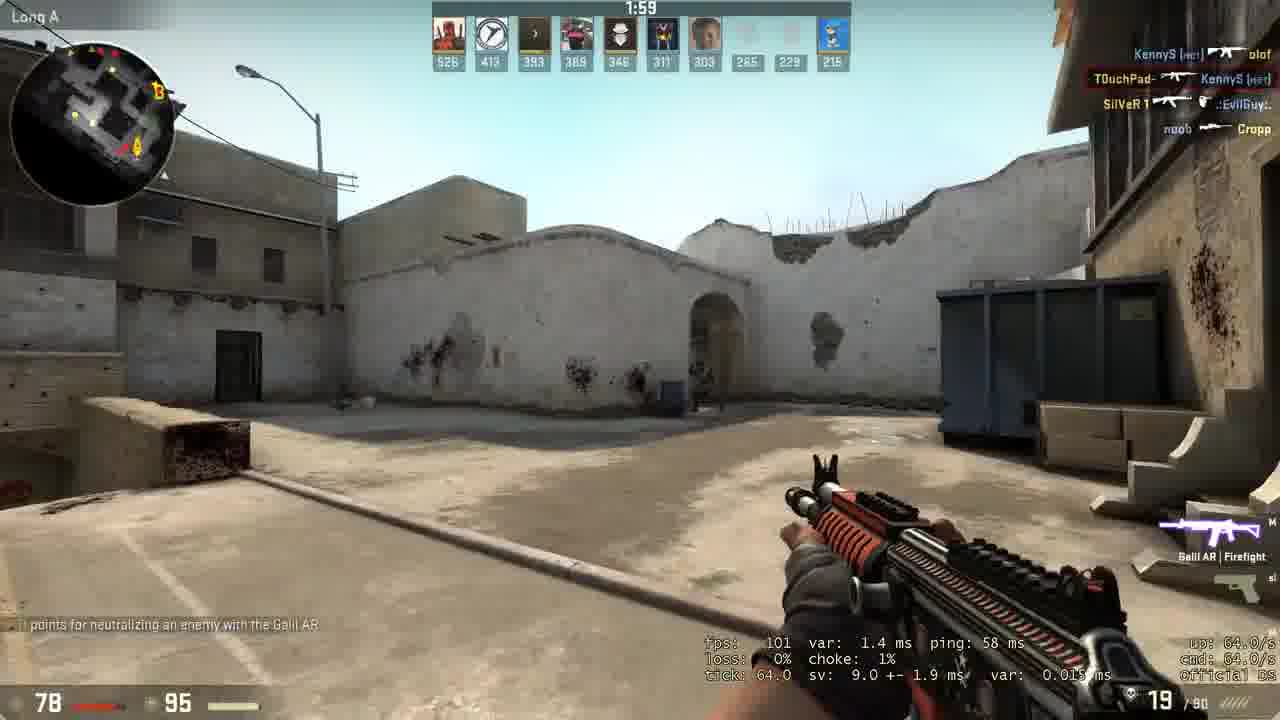 Long A
1:59
526 413 393 369 346 311 303 265 229 215
KennyS [HET] olof
T0uchPad- KennyS [HET]
SilVeR 1 .:EvilGuy:.
noob Cropp
B
Galil AR | Firefight
points for neutralizing an enemy with the Galil AR
fps: 101 var: 1.4 ms ping: 58 ms
loss: 0% choke: 1%
tick: 64.0 sv: 9.0 +- 1.9 ms var: 0.015 ms
up: 64.0/s
cmd: 64.0/s
official DS
78 95
19 / 90